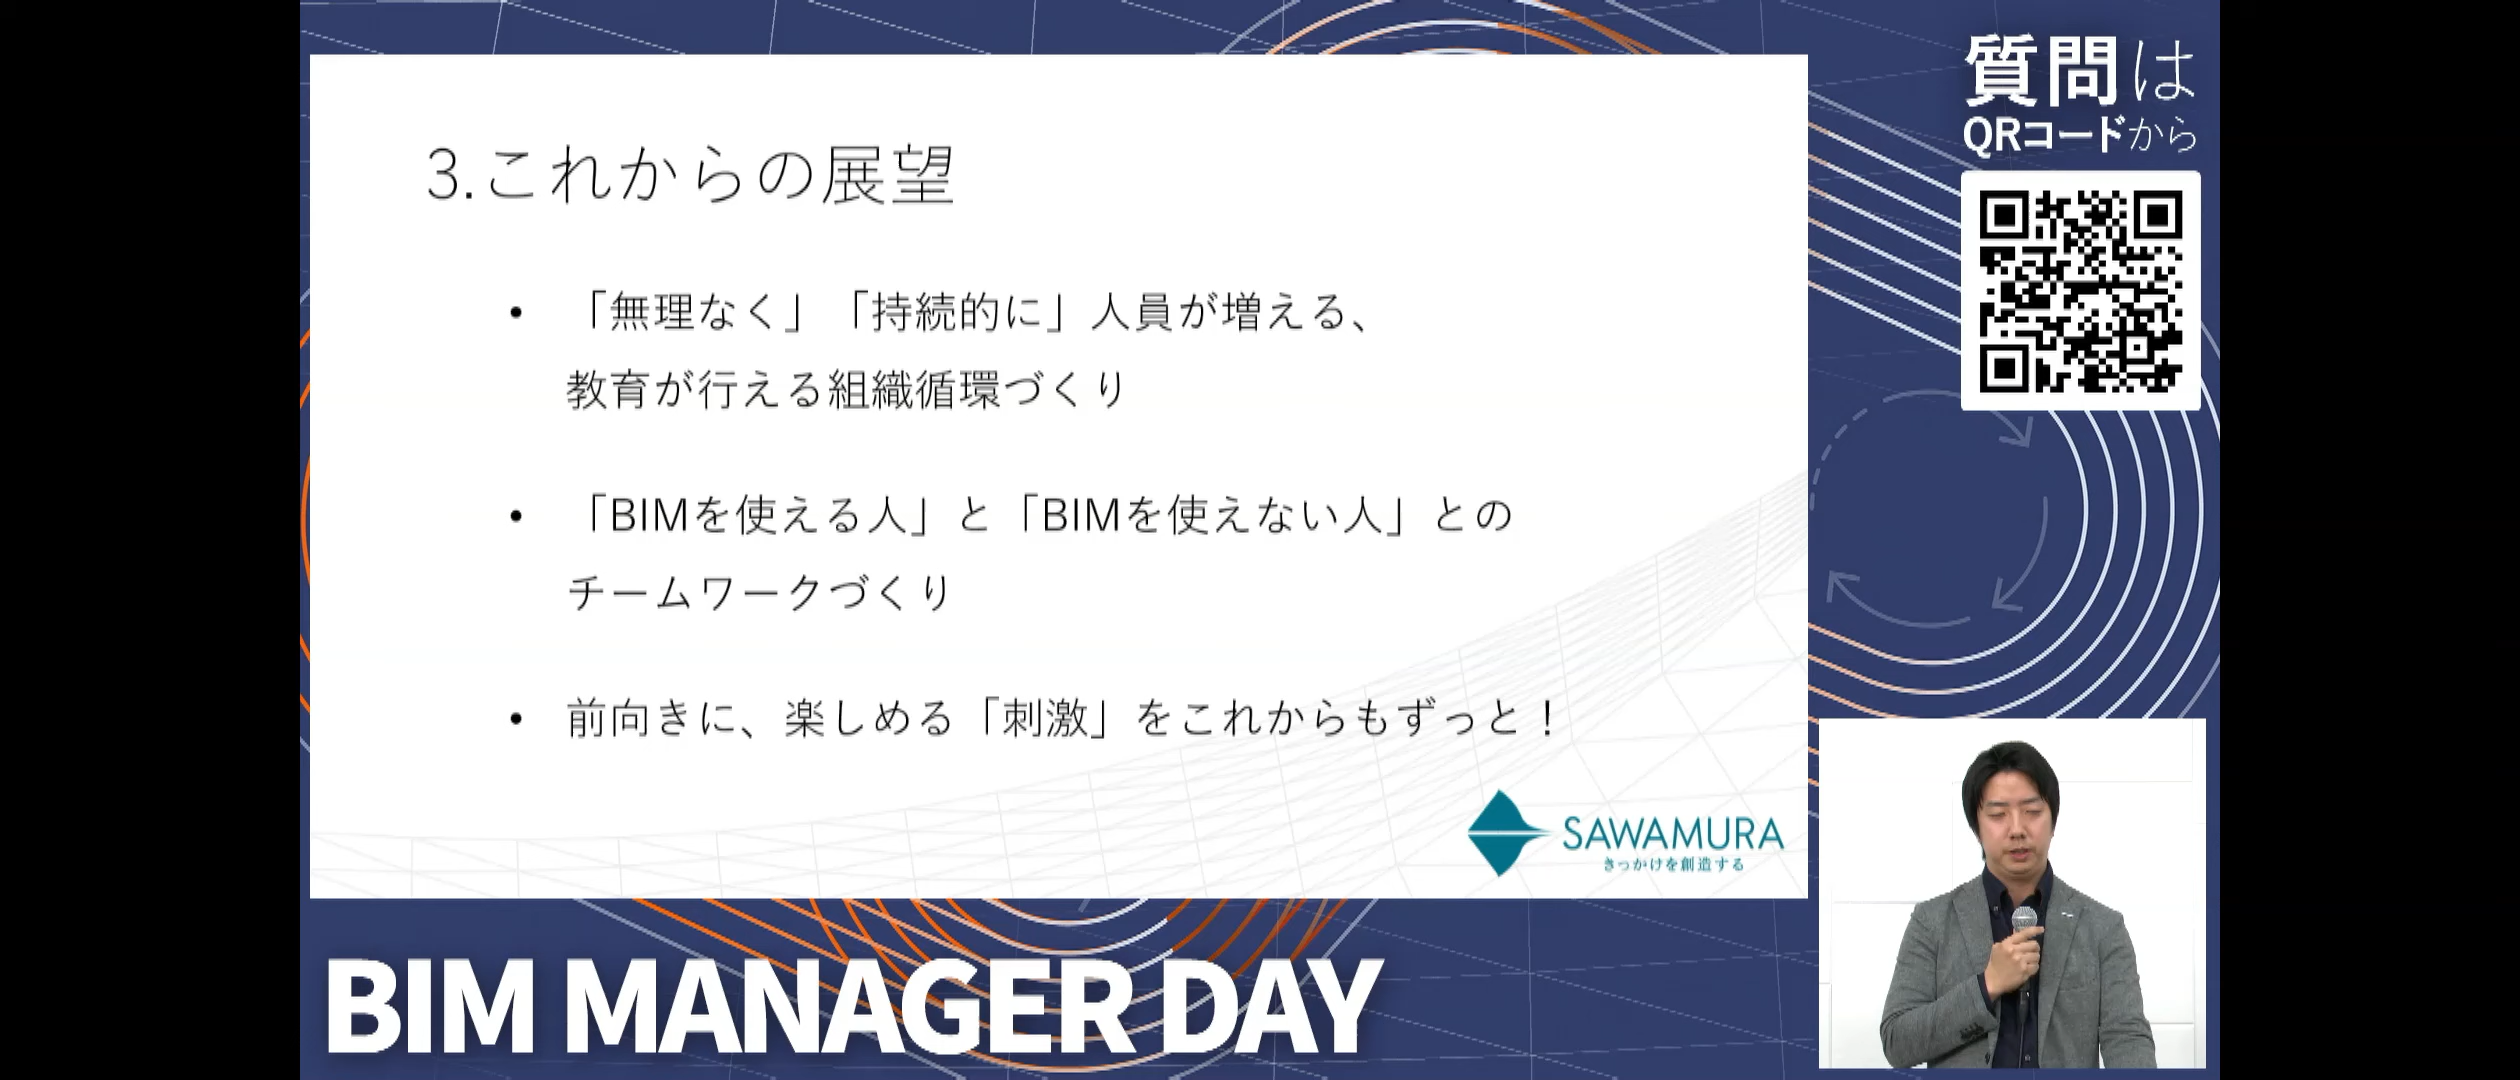 質問は
QRコードから
3.これからの展望
• 「無理なく」「持続的に」人員が増える、
教育が行える組織循環づくり
• 「BIMを使える人」と「BIMを使えない人」との
チームワークづくり
• 前向きに、楽しめる「刺激」をこれからもずっと！
SAWAMURA
きっかけを創造する
BIM MANAGER DAY